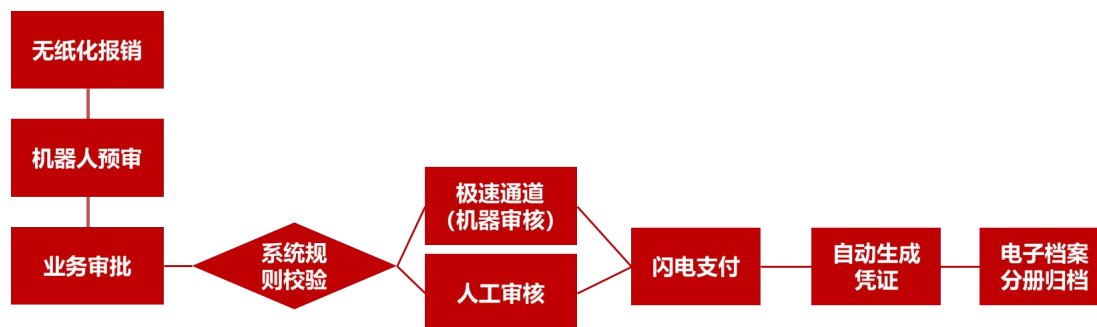 无纸化报销
机器人预审
业务审批
系统规
则校验
极速通道
（机器审核）
人工审核
闪电支付
自动生成
凭证
电子档案
分册归档